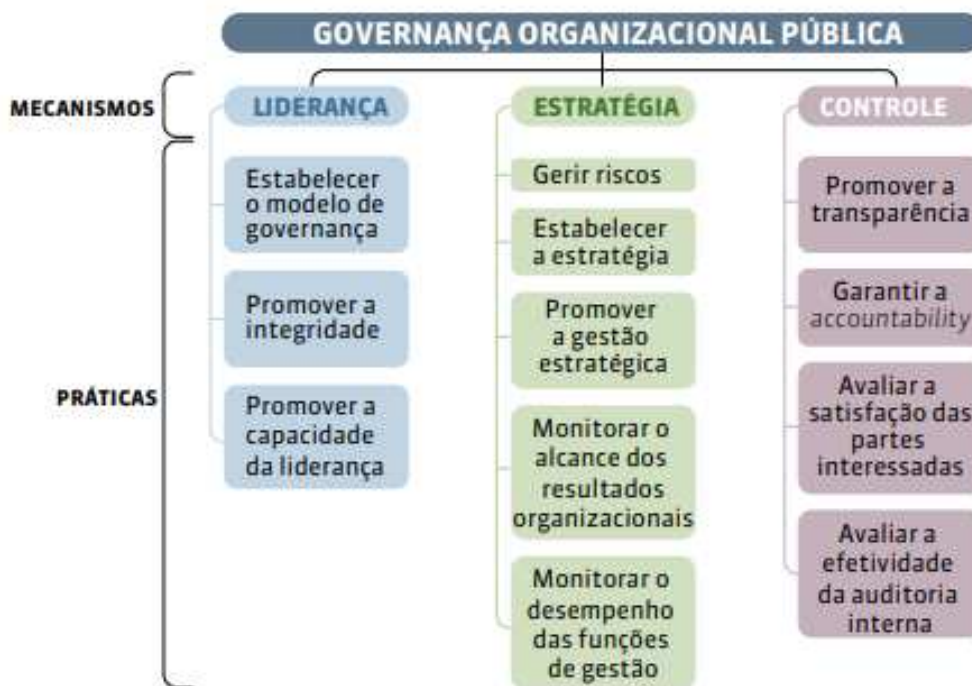 GOVERNANÇA ORGANIZACIONAL PÚBLICA
MECANISMOS
LIDERANÇA
ESTRATÉGIA
CONTROLE
PRÁTICAS
Estabelecer
o modelo de
governança
Promover a
integridade
Promover a
capacidade
da liderança
Gerir riscos
Estabelecer
a estratégia
Promover
a gestão
estratégica
Monitorar o
alcance dos
resultados
organizacionais
Monitorar o
desempenho
das funções
de gestão
Promover a
transparência
Garantir a
accountability
Avaliar a
satisfação das
partes
interessadas
Avaliar a
efetividade
da auditoria
interna